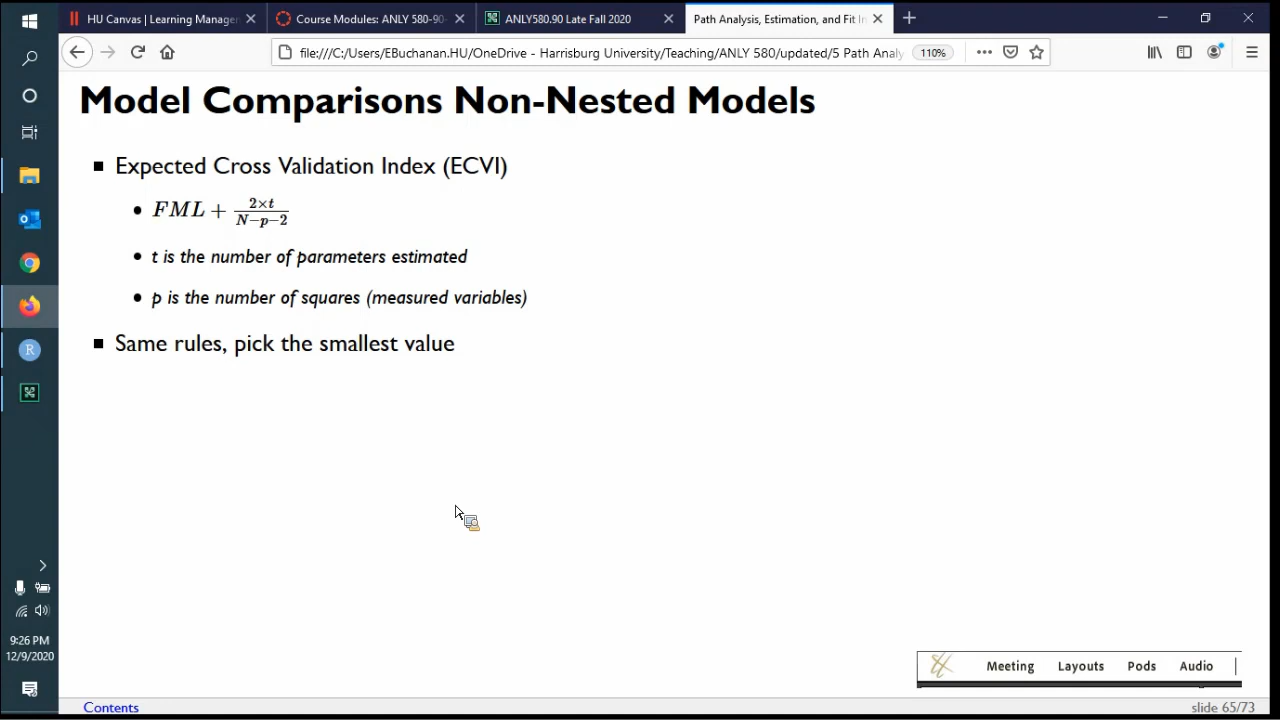 HU Canvas | Learning Manage
Course Modules: ANLY 580-90-
ANLY580.90 Late Fall 2020
Path Analysis, Estimation, and Fit In
file:///C:/Users/EBuchanan.HU/OneDrive - Harrisburg University/Teaching/ANLY 580/updated/5 Path Analy
110%
Model Comparisons Non-Nested Models
Expected Cross Validation Index (ECVI)
FML + 2×t / N−p−2
t is the number of parameters estimated
p is the number of squares (measured variables)
Same rules, pick the smallest value
R
9:26 PM
12/9/2020
Meeting Layouts Pods Audio
Contents
slide 65/73